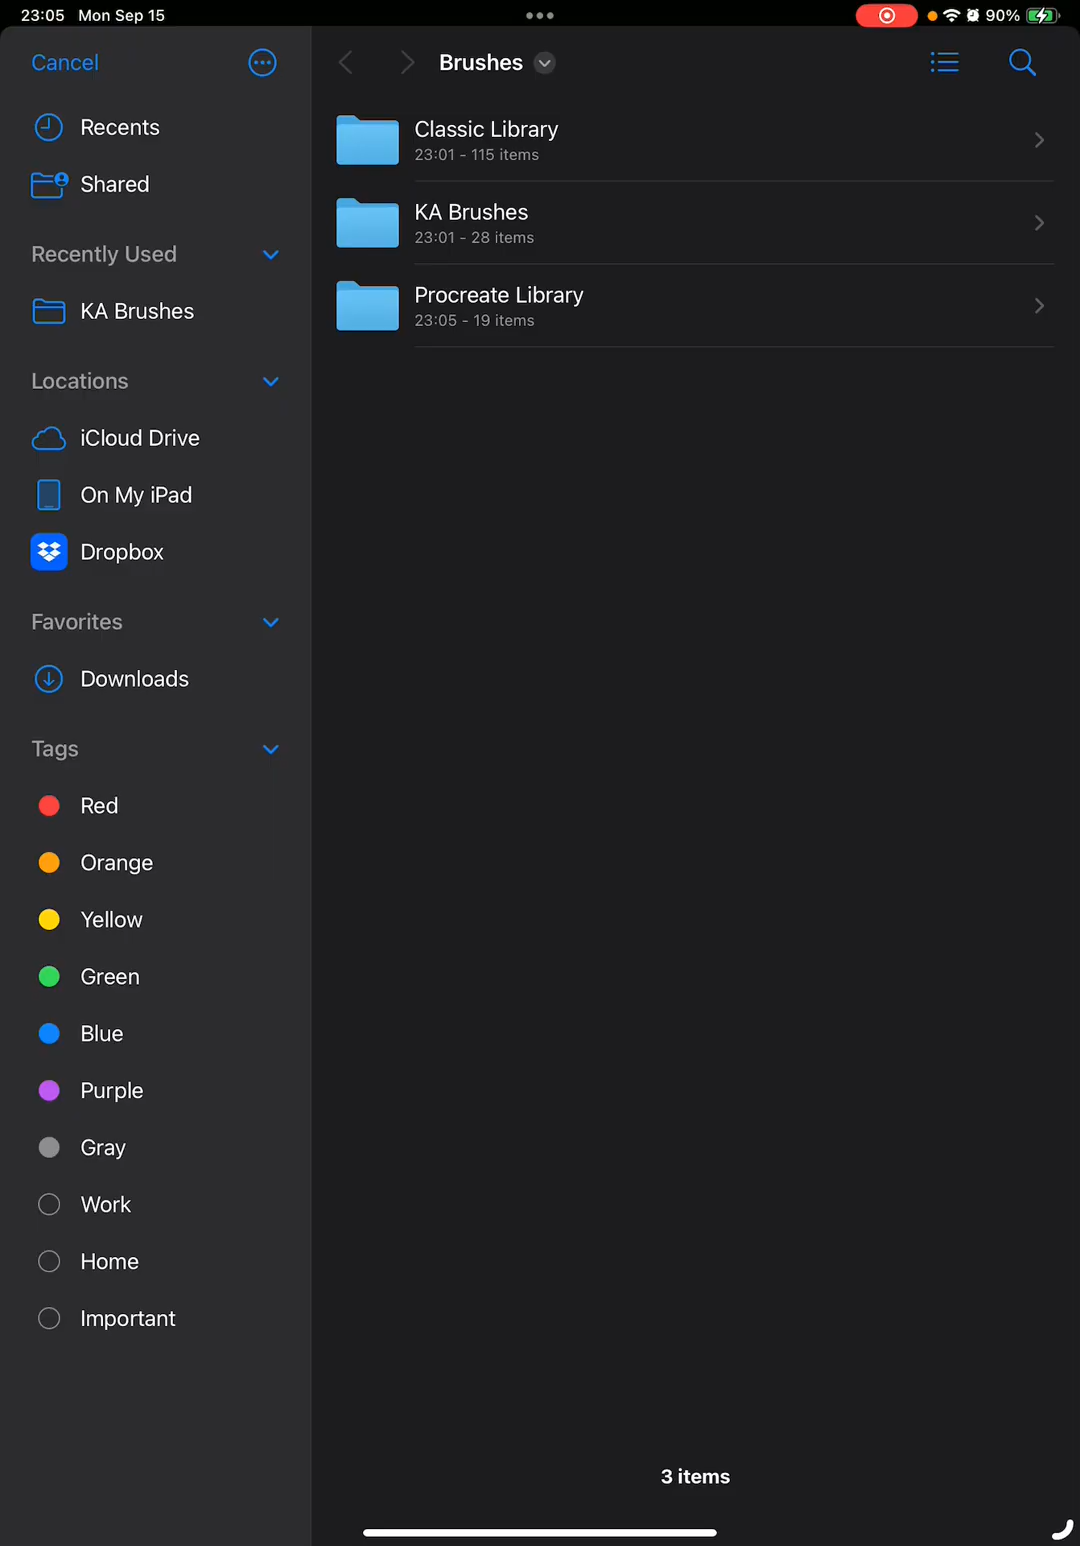 23:05 Mon Sep 15
90%
Cancel
Recents
Shared
Recently Used
KA Brushes
Locations
iCloud Drive
On My iPad
Dropbox
Favorites
Downloads
Tags
Red
Orange
Yellow
Green
Blue
Purple
Gray
Work
Home
Important
Brushes
Classic Library
23:01 - 115 items
KA Brushes
23:01 - 28 items
Procreate Library
23:05 - 19 items
3 items